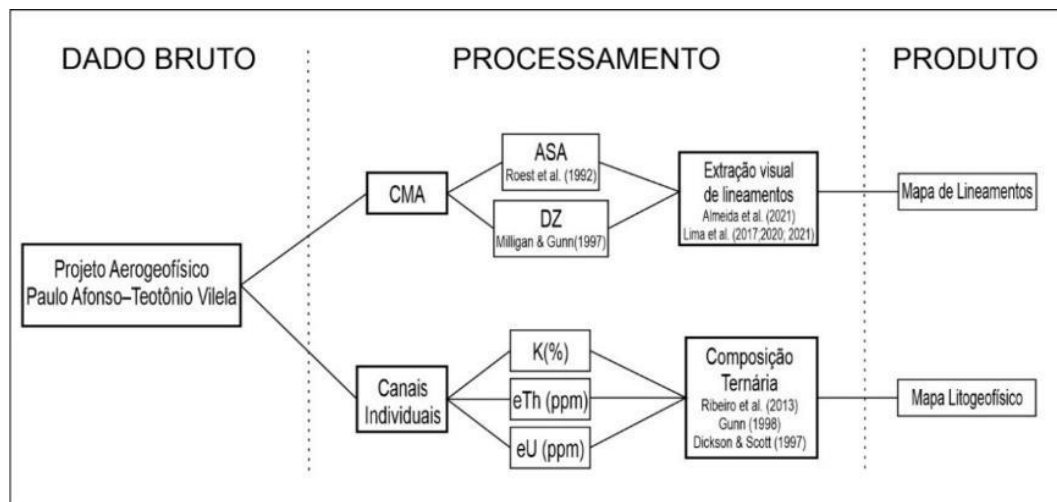 DADO BRUTO
PROCESSAMENTO
PRODUTO
Projeto Aerogeofísico
Paulo Afonso–Teotônio Vilela
CMA
ASA
Roest et al. (1992)
DZ
Milligan & Gunn(1997)
Extração visual
de lineamentos
Almeida et al. (2021)
Lima et al. (2017;2020; 2021)
Mapa de Lineamentos
Canais
Individuais
K(%)
eTh (ppm)
eU (ppm)
Composição
Ternária
Ribeiro et al. (2013)
Gunn (1998)
Dickson & Scott (1997)
Mapa Litogeofísico